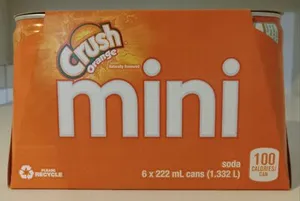 Crush
Orange
mini
soda
6 x 222 mL cans (1.332 L)
100
CALORIES/
CAN
PLEASE
RECYCLE